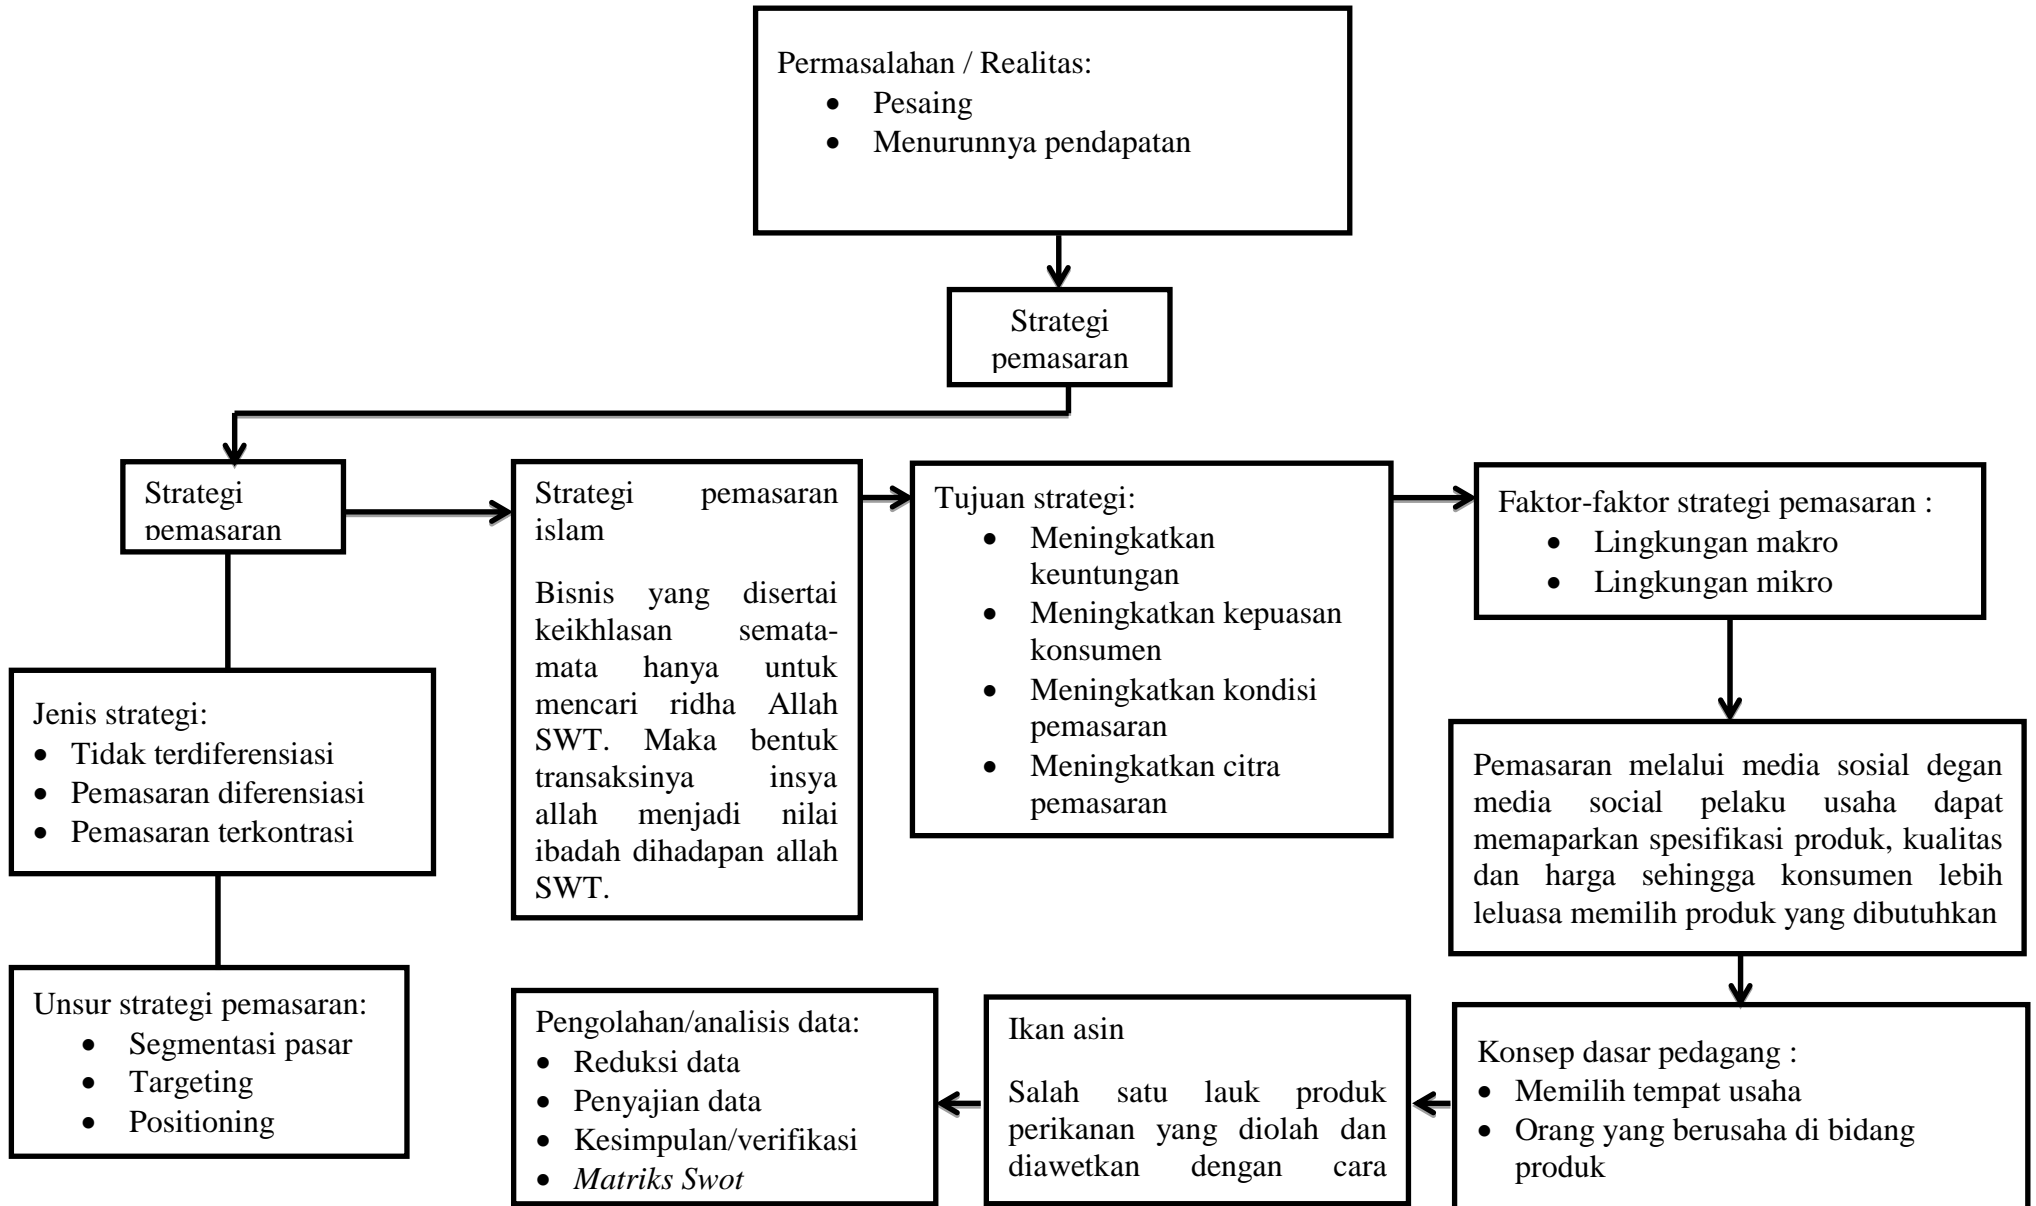 Permasalahan / Realitas:
• Pesaing
• Menurunnya pendapatan
Strategi
pemasaran
Strategi
pemasaran
Strategi pemasaran
islam
Bisnis yang disertai
keikhlasan semata-
mata hanya untuk
mencari ridha Allah
SWT. Maka bentuk
transaksinya insya
allah menjadi nilai
ibadah dihadapan allah
SWT.
Tujuan strategi:
• Meningkatkan
keuntungan
• Meningkatkan kepuasan
konsumen
• Meningkatkan kondisi
pemasaran
• Meningkatkan citra
pemasaran
Faktor-faktor strategi pemasaran :
• Lingkungan makro
• Lingkungan mikro
Jenis strategi:
• Tidak terdiferensiasi
• Pemasaran diferensiasi
• Pemasaran terkontrasi
Pemasaran melalui media sosial degan
media social pelaku usaha dapat
memaparkan spesifikasi produk, kualitas
dan harga sehingga konsumen lebih
leluasa memilih produk yang dibutuhkan
Unsur strategi pemasaran:
• Segmentasi pasar
• Targeting
• Positioning
Pengolahan/analisis data:
• Reduksi data
• Penyajian data
• Kesimpulan/verifikasi
• Matriks Swot
Ikan asin
Salah satu lauk produk
perikanan yang diolah dan
diawetkan dengan cara
Konsep dasar pedagang :
• Memilih tempat usaha
• Orang yang berusaha di bidang
produk